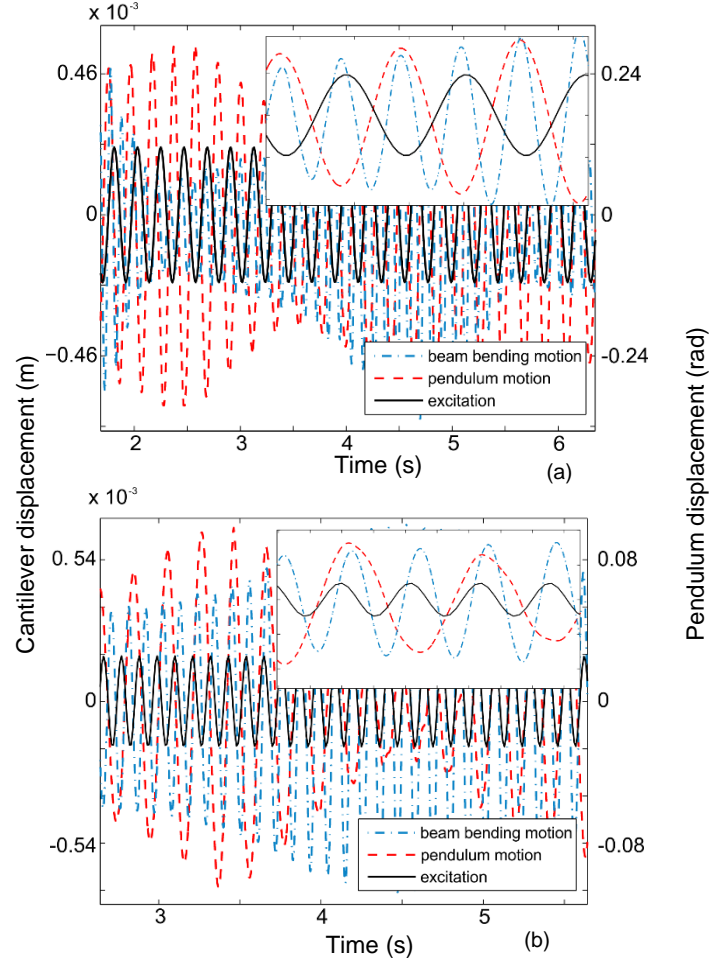 x 10⁻³
0.46
0
−0.46
0.24
0
-0.24
beam bending motion
pendulum motion
excitation
2
3
4
5
6
Time (s)
(a)
Cantilever displacement (m)
Pendulum displacement (rad)
x 10⁻³
0.54
0
-0.54
0.08
0
-0.08
beam bending motion
pendulum motion
excitation
3
4
5
Time (s)
(b)